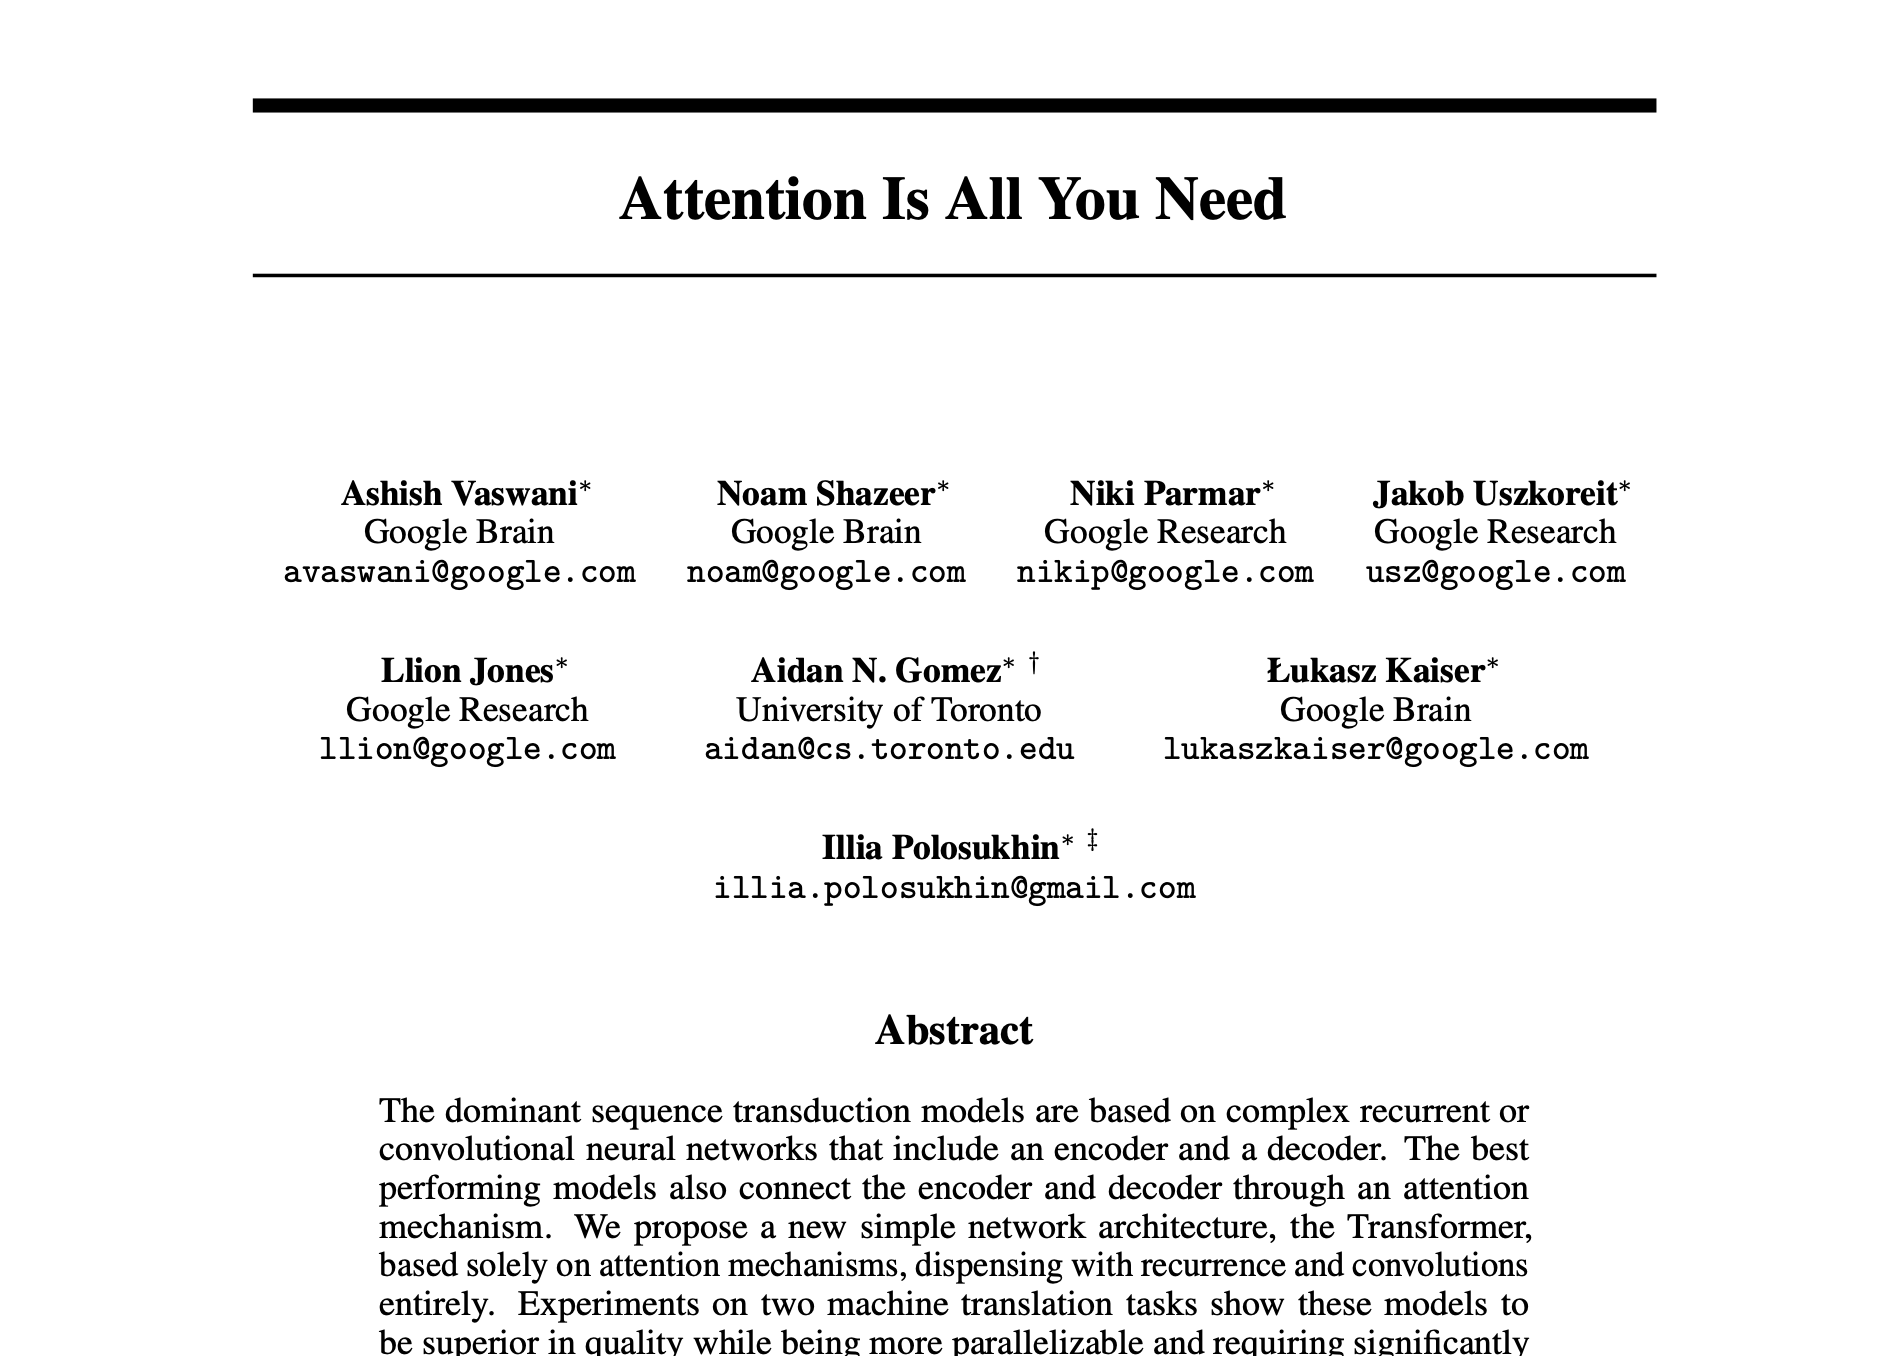 Attention Is All You Need
Ashish Vaswani* Noam Shazeer* Niki Parmar* Jakob Uszkoreit*
Google Brain Google Brain Google Research Google Research
avaswani@google.com noam@google.com nikip@google.com usz@google.com
Llion Jones* Aidan N. Gomez* † Łukasz Kaiser*
Google Research University of Toronto Google Brain
llion@google.com aidan@cs.toronto.edu lukaszkaiser@google.com
Illia Polosukhin* ‡
illia.polosukhin@gmail.com
Abstract
The dominant sequence transduction models are based on complex recurrent or
convolutional neural networks that include an encoder and a decoder. The best
performing models also connect the encoder and decoder through an attention
mechanism. We propose a new simple network architecture, the Transformer,
based solely on attention mechanisms, dispensing with recurrence and convolutions
entirely. Experiments on two machine translation tasks show these models to
be superior in quality while being more parallelizable and requiring significantly